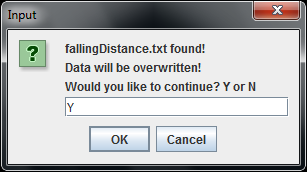 Input
fallingDistance.txt found!
Data will be overwritten!
Would you like to continue? Y or N
Y
OK
Cancel